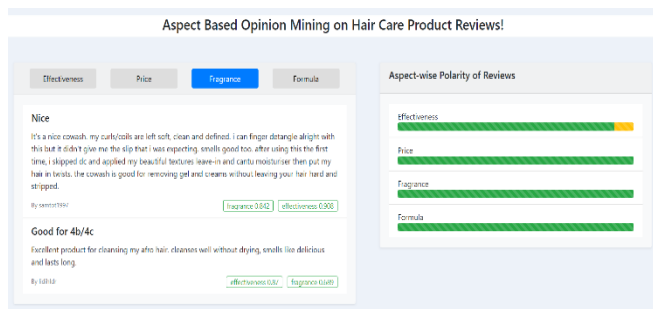 Aspect Based Opinion Mining on Hair Care Product Reviews!
Effectiveness Price Fragrance Formula
Nice
It's a nice cowash. my curls/coils are left soft, clean and defined. i can finger detangle alright with
this but it didn't give me the slip that i was expecting. smells good too. after using this the first
time, i skipped dc and applied my beautiful textures leave-in and cantu moisturiser then put my
hair in twists. the cowash is good for removing gel and creams without leaving your hair hard and
stripped.
By
fragrance 0.842 effectiveness 0.908
Good for 4b/4c
Excellent product for cleansing my afro hair. cleanses well without drying, smells like delicious
and lasts long.
By
effectiveness 0.87 fragrance
Aspect-wise Polarity of Reviews
Effectiveness
Price
Fragrance
Formula